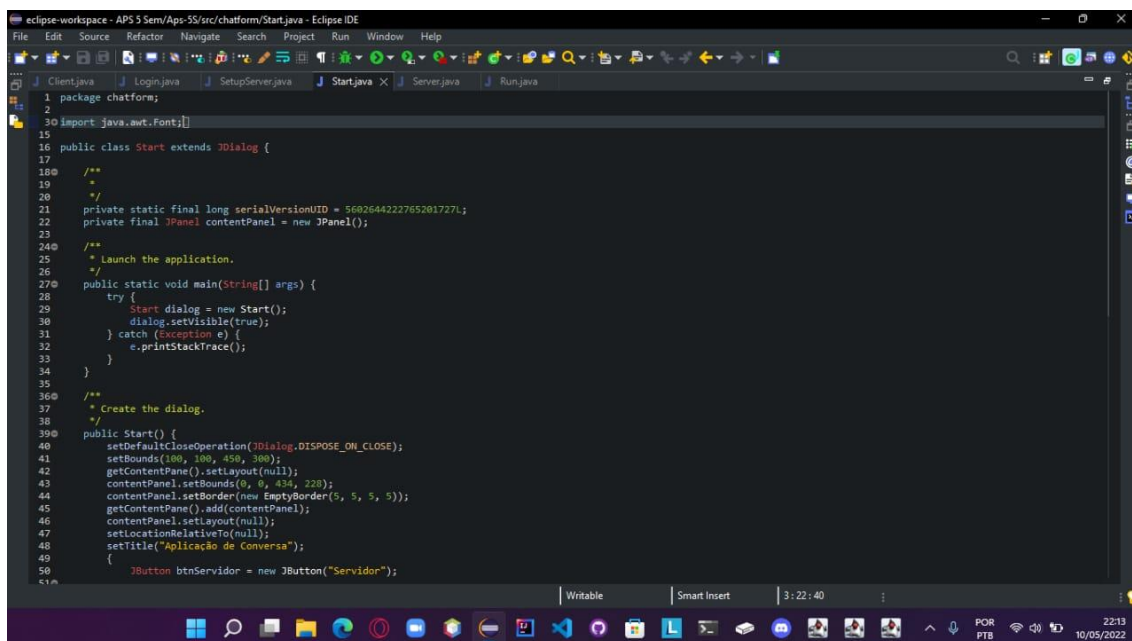 eclipse-workspace - APS 5 Sem/Aps-5S/src/chatform/Start.java - Eclipse IDE
File Edit Source Refactor Navigate Search Project Run Window Help
Client.java Login.java SetupServer.java Start.java Server.java Run.java
1 package chatform;
2
3 import java.awt.Font;
15
16 public class Start extends JDialog {
17
18 /**
19 *
20 */
21 private static final long serialVersionUID = 5602644222765201727L;
22 private final JPanel contentPanel = new JPanel();
23
24 /**
25 * Launch the application.
26 */
27 public static void main(String[] args) {
28 try {
29 Start dialog = new Start();
30 dialog.setVisible(true);
31 } catch (Exception e) {
32 e.printStackTrace();
33 }
34 }
35
36 /**
37 * Create the dialog.
38 */
39 public Start() {
40 setDefaultCloseOperation(JDialog.DISPOSE_ON_CLOSE);
41 setBounds(100, 100, 450, 300);
42 getContentPane().setLayout(null);
43 contentPanel.setBounds(0, 0, 434, 228);
44 contentPanel.setBorder(new EmptyBorder(5, 5, 5, 5));
45 getContentPane().add(contentPanel);
46 contentPanel.setLayout(null);
47 setLocationRelativeTo(null);
48 setTitle("Aplicação de Conversa");
49 {
50 JButton btnServidor = new JButton("Servidor");
51
Writable Smart Insert 3 : 22 : 40
POR 22:13
PTB 10/05/2022